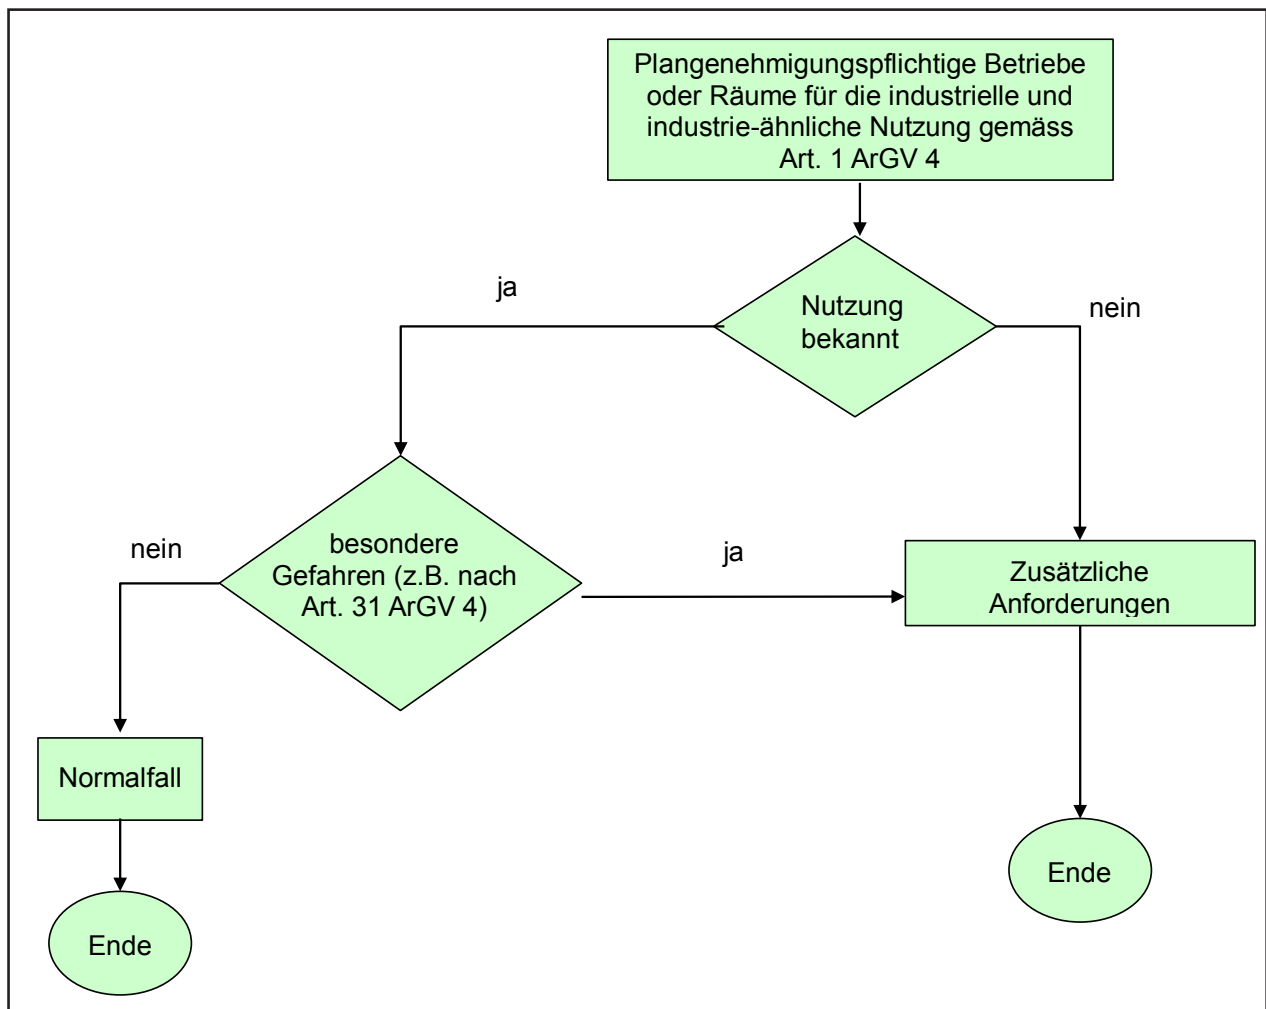 Plangenehmigungspflichtige Betriebe
oder Räume für die industrielle und
industrie-ähnliche Nutzung gemäss
Art. 1 ArGV 4
ja
Nutzung
bekannt
nein
nein
besondere
Gefahren (z.B. nach
Art. 31 ArGV 4)
ja
Zusätzliche
Anforderungen
Normalfall
Ende
Ende